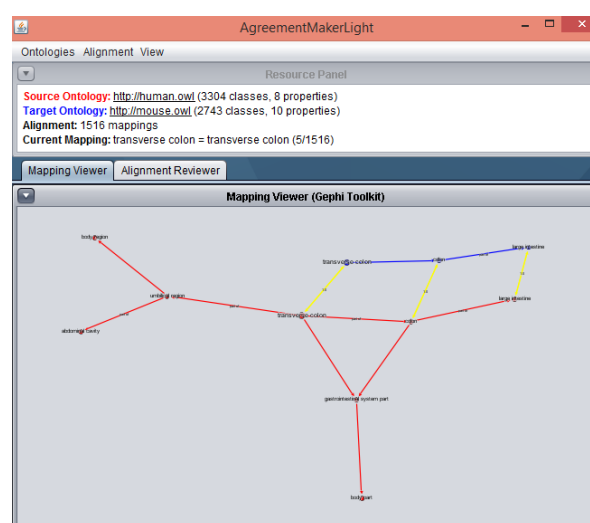 AgreementMakerLight
Ontologies Alignment View
Resource Panel
Source Ontology: http://human.owl (3304 classes, 8 properties)
Target Ontology: http://mouse.owl (2743 classes, 10 properties)
Alignment: 1516 mappings
Current Mapping: transverse colon = transverse colon (5/1516)
Mapping Viewer Alignment Reviewer
Mapping Viewer (Gephi Toolkit)
body region
large intestine
transverse colon
colon
umbilical region
large intestine
transverse colon
colon
abdominal cavity
gastrointestinal system part
body part